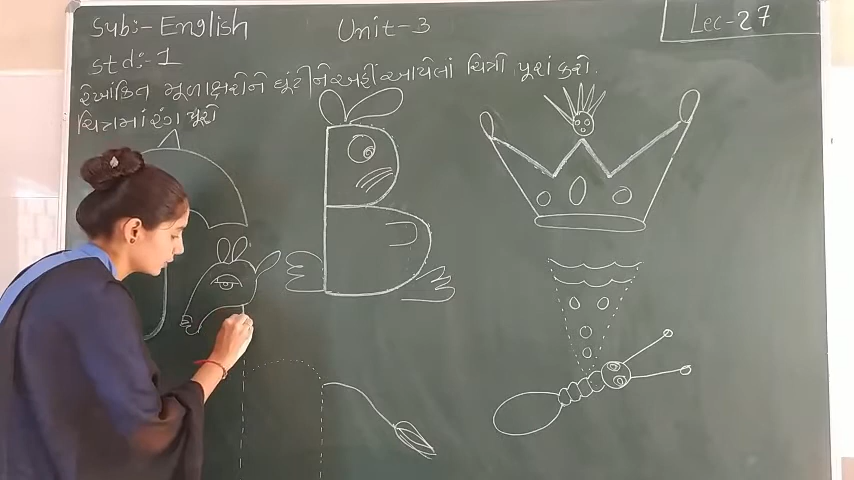 Sub:- English
Unit-3
Lec-27
std:-1
રેખાંકિત મૂળાક્ષરોને ઘૂંટીને અહીં આપેલાં ચિત્રો પૂરાં કરો.
ચિત્રમાં રંગ પૂરો